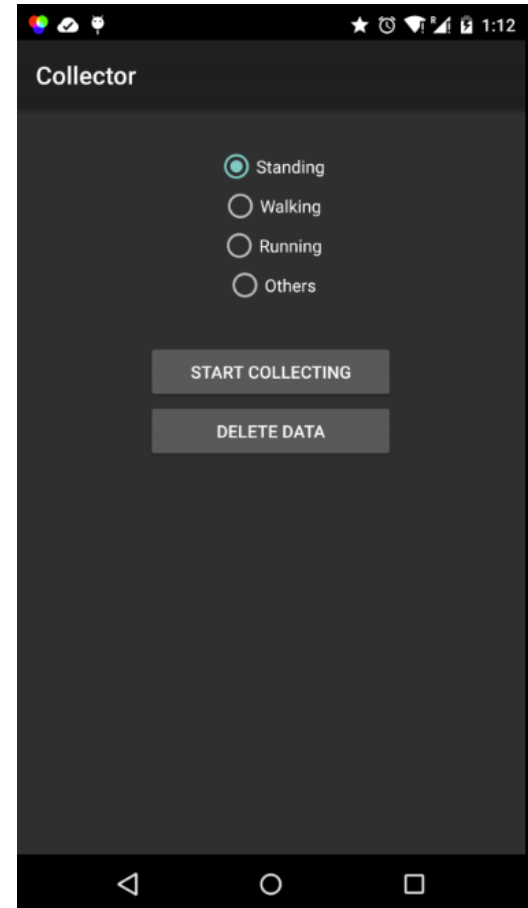 R 1:12
Collector
Standing
Walking
Running
Others
START COLLECTING
DELETE DATA